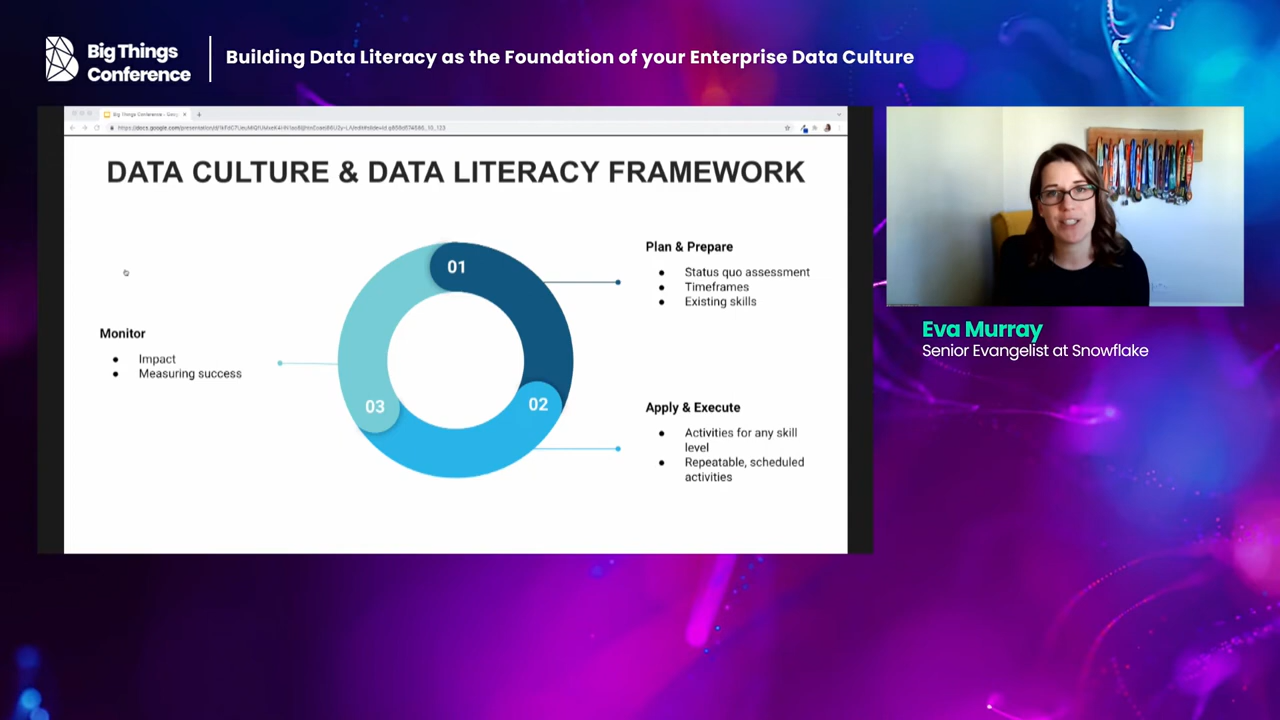 Big Things
Conference
Building Data Literacy as the Foundation of your Enterprise Data Culture
DATA CULTURE & DATA LITERACY FRAMEWORK
01
Plan & Prepare
● Status quo assessment
● Timeframes
● Existing skills
Monitor
● Impact
● Measuring success
03
02
Apply & Execute
● Activities for any skill
level
● Repeatable, scheduled
activities
Eva Murray
Senior Evangelist at Snowflake